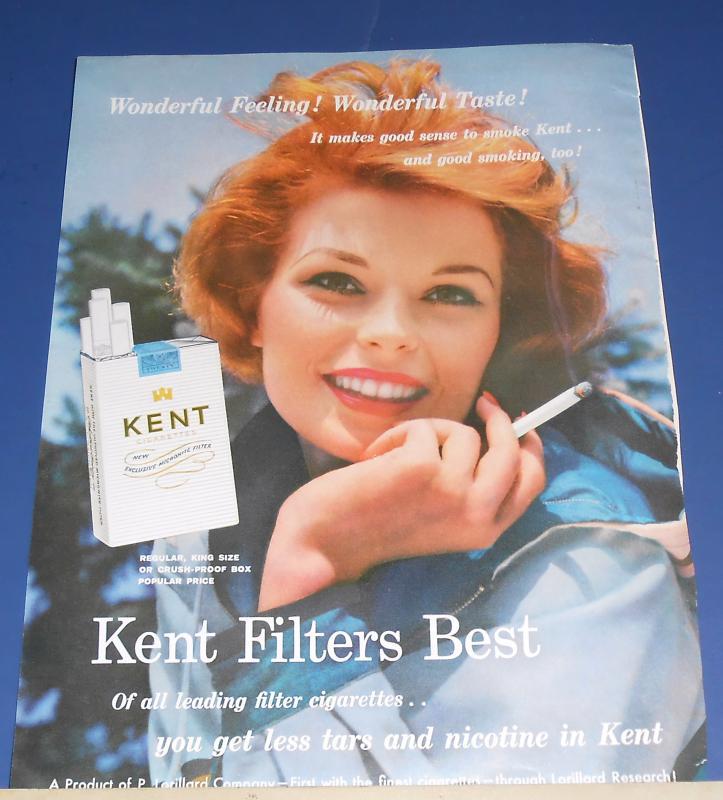 Wonderful Feeling! Wonderful Taste!
It makes good sense to smoke Kent . . .
and good smoking, too!
KENT
CIGARETTES
NEW
EXCLUSIVE MICRONITE FILTER
REGULAR, KING SIZE
OR CRUSH-PROOF BOX
POPULAR PRICE
Kent Filters Best
Of all leading filter cigarettes . .
you get less tars and nicotine in Kent
A Product of P. Lorillard Company—First with the finest cigarettes—through Lorillard Research!